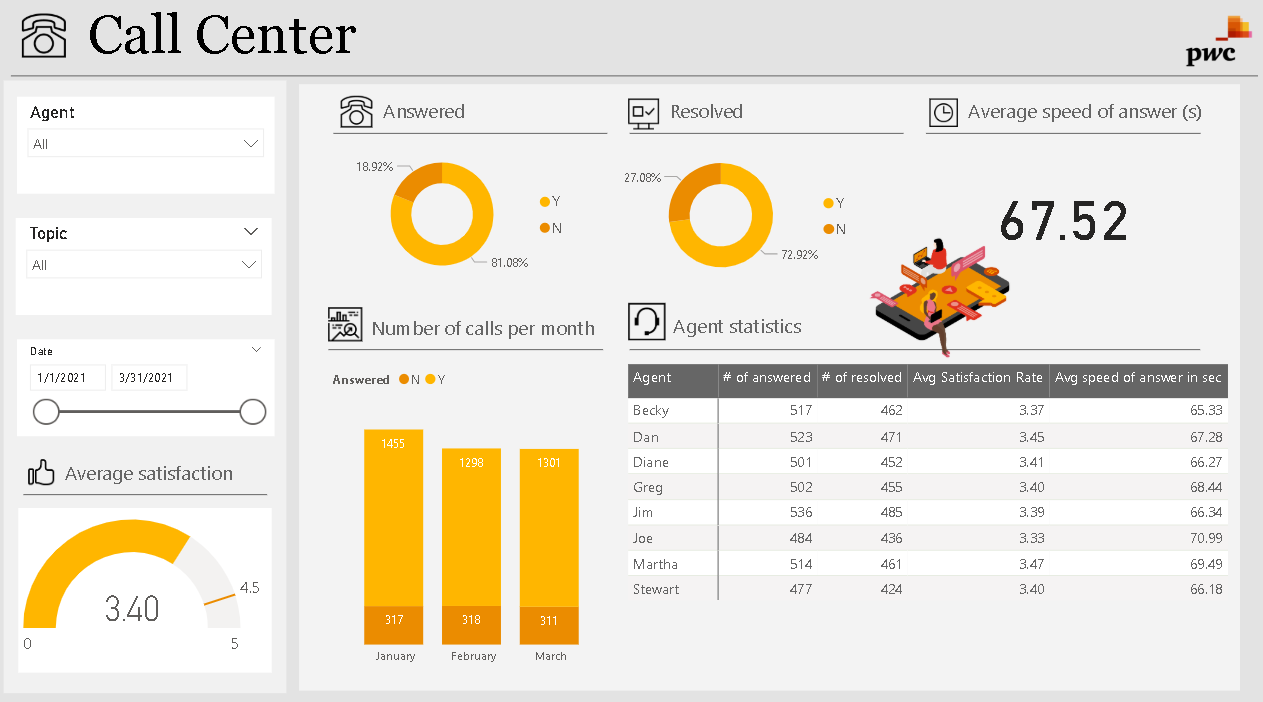 Call Center
pwc
Agent
All
Topic
All
Date
1/1/2021 3/31/2021
Average satisfaction
3.40
4.5
0 5
Answered
18.92%
81.08%
Y
N
Resolved
27.08%
72.92%
Y
N
Average speed of answer (s)
67.52
Number of calls per month
Answered N Y
1455 1298 1301
317 318 311
January February March
Agent statistics
Agent # of answered # of resolved Avg Satisfaction Rate Avg speed of answer in sec
Becky 517 462 3.37 65.33
Dan 523 471 3.45 67.28
Diane 501 452 3.41 66.27
Greg 502 455 3.40 68.44
Jim 536 485 3.39 66.34
Joe 484 436 3.33 70.99
Martha 514 461 3.47 69.49
Stewart 477 424 3.40 66.18